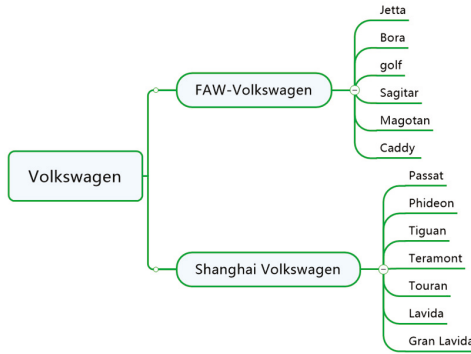 Volkswagen
FAW-Volkswagen
Jetta
Bora
golf
Sagitar
Magotan
Caddy
Shanghai Volkswagen
Passat
Phideon
Tiguan
Teramont
Touran
Lavida
Gran Lavida